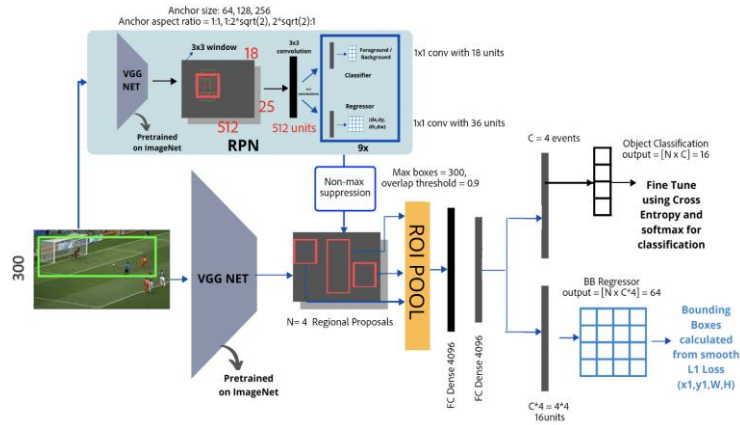 Anchor size: 64, 128, 256
Anchor aspect ratio = 1:1, 1:2*sqrt(2), 2*sqrt(2):1
3x3 window
18
25
512
VGG
NET
Pretrained
on ImageNet
3x3
convolution
512 units
RPN
Foreground /
Background
Classifier
Regressor
(dx,dy,
dh,dw)
9x
1x1 conv with 18 units
1x1 conv with 36 units
Non-max
suppression
Max boxes = 300,
overlap threshold = 0.9
300
VGG NET
Pretrained
on ImageNet
N= 4 Regional Proposals
ROI POOL
FC Dense 4096
FC Dense 4096
C = 4 events
Object Classification
output = [N x C] = 16
Fine Tune
using Cross
Entropy and
softmax for
classification
BB Regressor
output = [N x C*4] = 64
Bounding
Boxes
calculated
from smooth
L1 Loss
(x1,y1,W,H)
C*4 = 4*4
16units